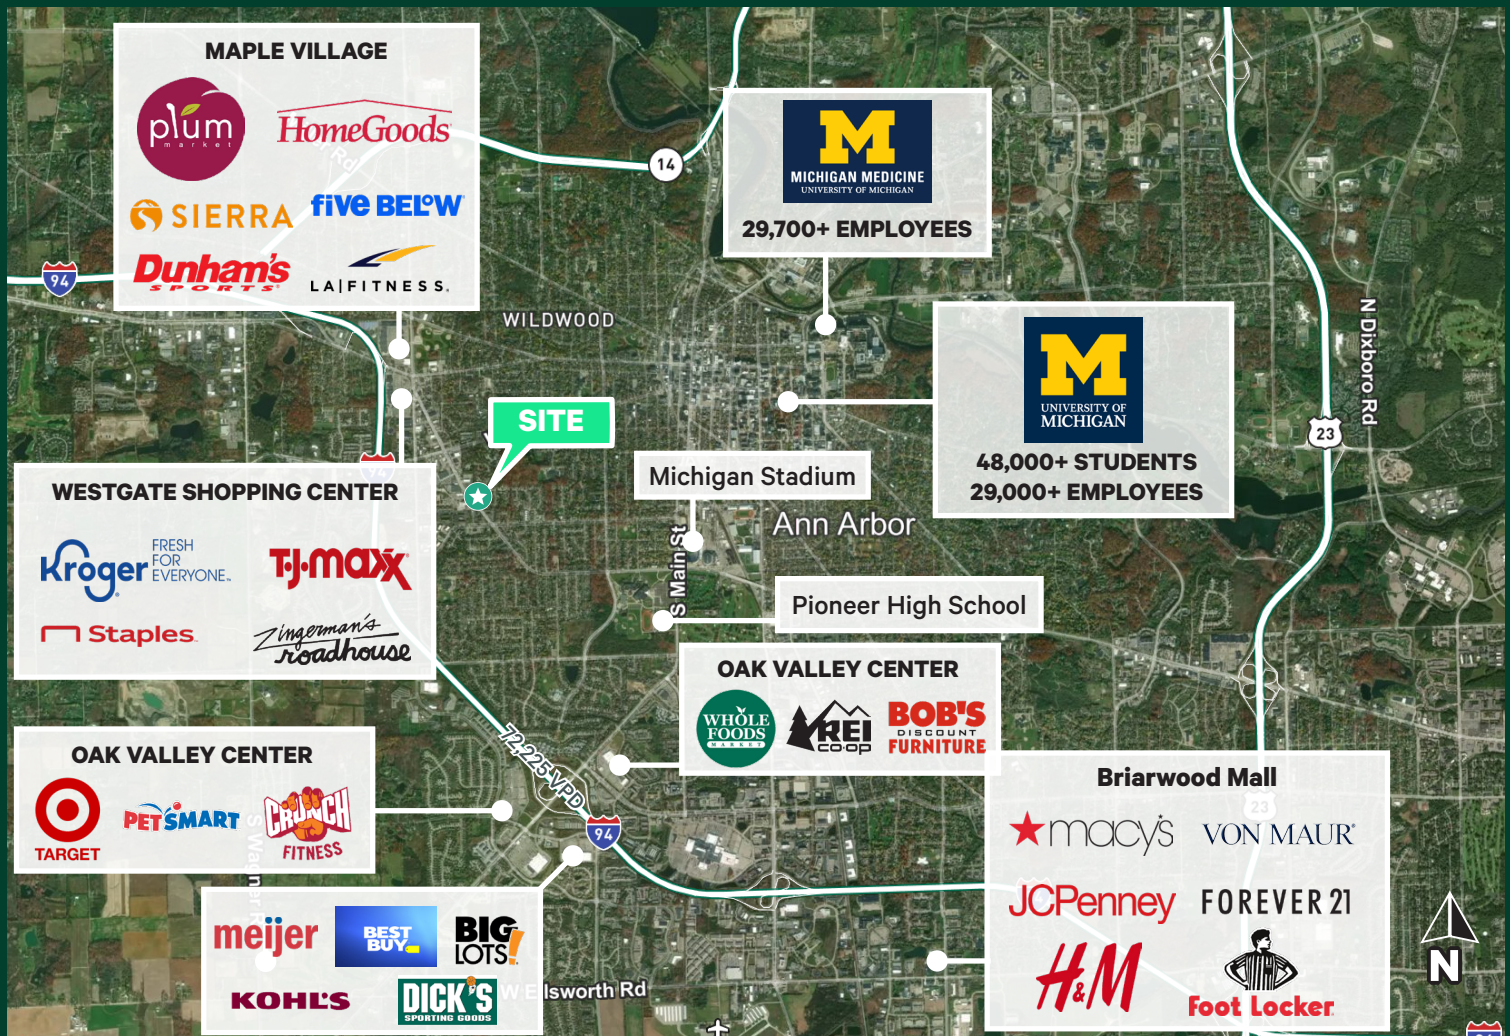 MAPLE VILLAGE
plum
market
HomeGoods
SIERRA
five BELOW
Dunham's
SPORTS
LA|FITNESS.
94
14
M
MICHIGAN MEDICINE
UNIVERSITY OF MICHIGAN
29,700+ EMPLOYEES
WILDWOOD
M
UNIVERSITY OF
MICHIGAN
48,000+ STUDENTS
29,000+ EMPLOYEES
N Dixboro Rd
23
SITE
94
WESTGATE SHOPPING CENTER
Kroger
FRESH
FOR
EVERYONE™
T·J·maxx
Staples
Zingerman's
roadhouse
Michigan Stadium
Ann Arbor
S Main St
Pioneer High School
OAK VALLEY CENTER
WHOLE
FOODS
MARKET
REI
co·op
BOB'S
DISCOUNT
FURNITURE
72,225 VPD
94
OAK VALLEY CENTER
TARGET
PETSMART
CRUNCH
FITNESS
S Wagner R
meijer
BEST
BUY
BIG
LOTS!
KOHL'S
DICK'S
SPORTING GOODS
W Ellsworth Rd
Briarwood Mall
23
macy's
VON MAUR
JCPenney
FOREVER 21
H&M
Foot Locker
N